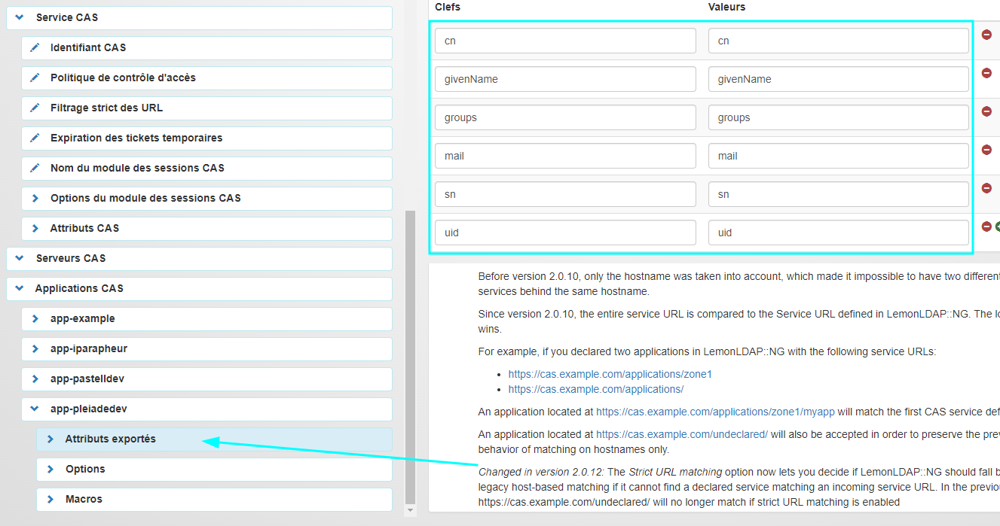 Service CAS
Identifiant CAS
Politique de contrôle d'accès
Filtrage strict des URL
Expiration des tickets temporaires
Nom du module des sessions CAS
Options du module des sessions CAS
Attributs CAS
Serveurs CAS
Applications CAS
app-example
app-iparapheur
app-pastelldev
app-pleiadedev
Attributs exportés
Options
Macros
Clefs Valeurs
cn cn
givenName givenName
groups groups
mail mail
sn sn
uid uid
Before version 2.0.10, only the hostname was taken into account, which made it impossible to have two different
services behind the same hostname.
Since version 2.0.10, the entire service URL is compared to the Service URL defined in LemonLDAP::NG. The
wins.
For example, if you declared two applications in LemonLDAP::NG with the following service URLs:
https://cas.example.com/applications/zone1
https://cas.example.com/applications/
An application located at https://cas.example.com/applications/zone1/myapp will match the first CAS service
An application located at https://cas.example.com/undeclared/ will also be accepted in order to preserve the
behavior of matching on hostnames only.
Changed in version 2.0.12: The Strict URL matching option now lets you decide if LemonLDAP::NG should fall
legacy host-based matching if it cannot find a declared service matching an incoming service URL. In the
https://cas.example.com/undeclared/ will no longer match if strict URL matching is enabled